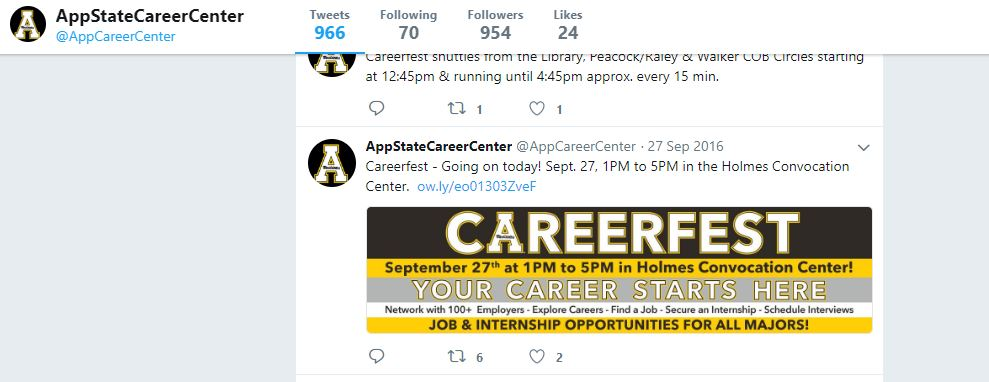 AppStateCareerCenter
@AppCareerCenter
Tweets Following Followers Likes
966 70 954 24
Careerfest shuttles from the Library, Peacock/Raley & Walker COB Circles starting
at 12:45pm & running until 4:45pm approx. every 15 min.
1 1
AppStateCareerCenter @AppCareerCenter · 27 Sep 2016
Careerfest - Going on today! Sept. 27, 1PM to 5PM in the Holmes Convocation
Center. ow.ly/eo01303ZveF
CAREERFEST
September 27th at 1PM to 5PM in Holmes Convocation Center!
YOUR CAREER STARTS HERE
Network with 100+ Employers - Explore Careers - Find a Job - Secure an Internship - Schedule Interviews
JOB & INTERNSHIP OPPORTUNITIES FOR ALL MAJORS!
6 2